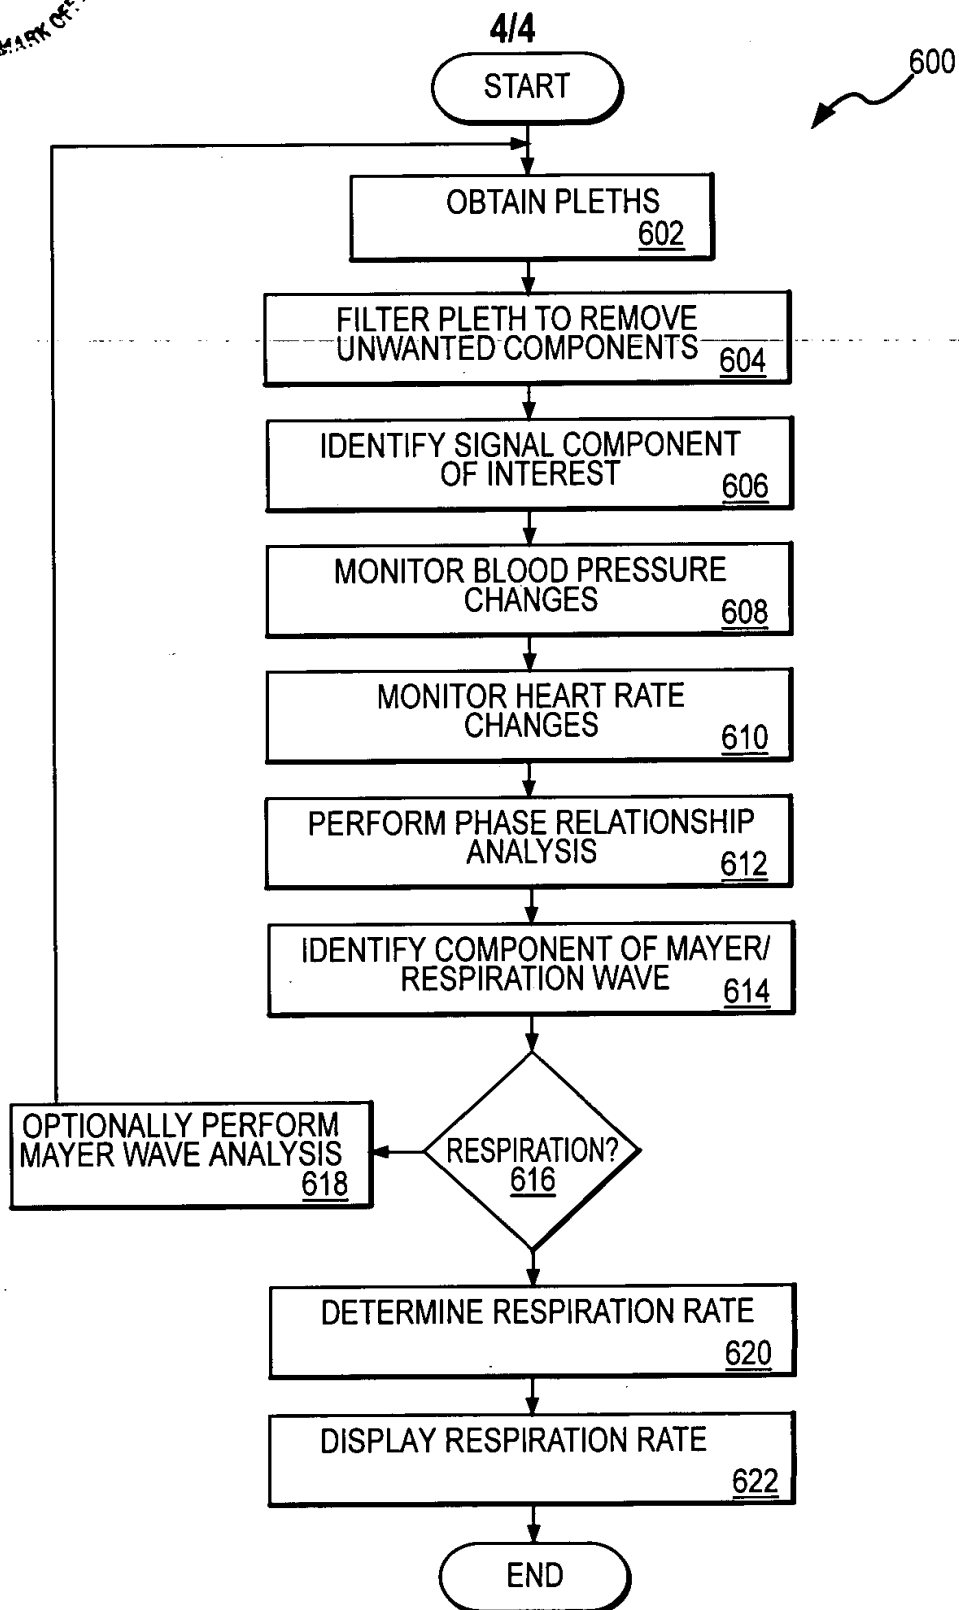 MARK OF
4/4
600
START
OBTAIN PLETHS
602
FILTER PLETH TO REMOVE
UNWANTED COMPONENTS
604
IDENTIFY SIGNAL COMPONENT
OF INTEREST
606
MONITOR BLOOD PRESSURE
CHANGES
608
MONITOR HEART RATE
CHANGES
610
PERFORM PHASE RELATIONSHIP
ANALYSIS
612
IDENTIFY COMPONENT OF MAYER/
RESPIRATION WAVE
614
RESPIRATION?
616
OPTIONALLY PERFORM
MAYER WAVE ANALYSIS
618
DETERMINE RESPIRATION RATE
620
DISPLAY RESPIRATION RATE
622
END